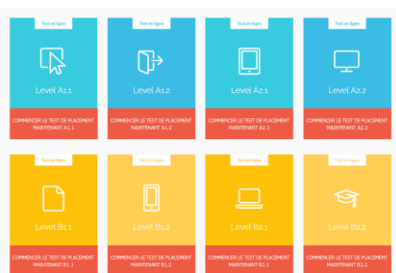 Test en ligne
Test en ligne
Test en ligne
Test en ligne
Level A1.1
Level A1.2
Level A2.1
Level A2.2
COMMENCER LE TEST DE PLACEMENT
MAINTENANT A1.1
COMMENCER LE TEST DE PLACEMENT
MAINTENANT A1.2
COMMENCER LE TEST DE PLACEMENT
MAINTENANT A2.1
COMMENCER LE TEST DE PLACEMENT
MAINTENANT A2.2
Test en ligne
Test en ligne
Test en ligne
Test en ligne
Level B1.1
Level B1.2
Level B2.1
Level B2.2
COMMENCER LE TEST DE PLACEMENT
MAINTENANT B1.1
COMMENCER LE TEST DE PLACEMENT
MAINTENANT B1.2
COMMENCER LE TEST DE PLACEMENT
MAINTENANT B2.1
COMMENCER LE TEST DE PLACEMENT
MAINTENANT B2.2